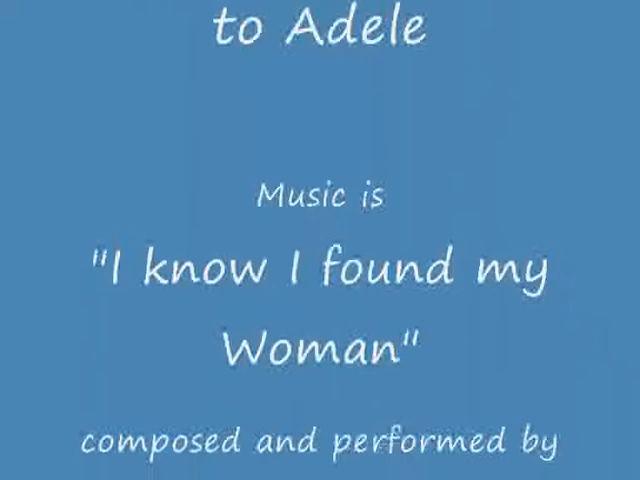 to Adele
Music is
"I know I found my
Woman"
composed and performed by